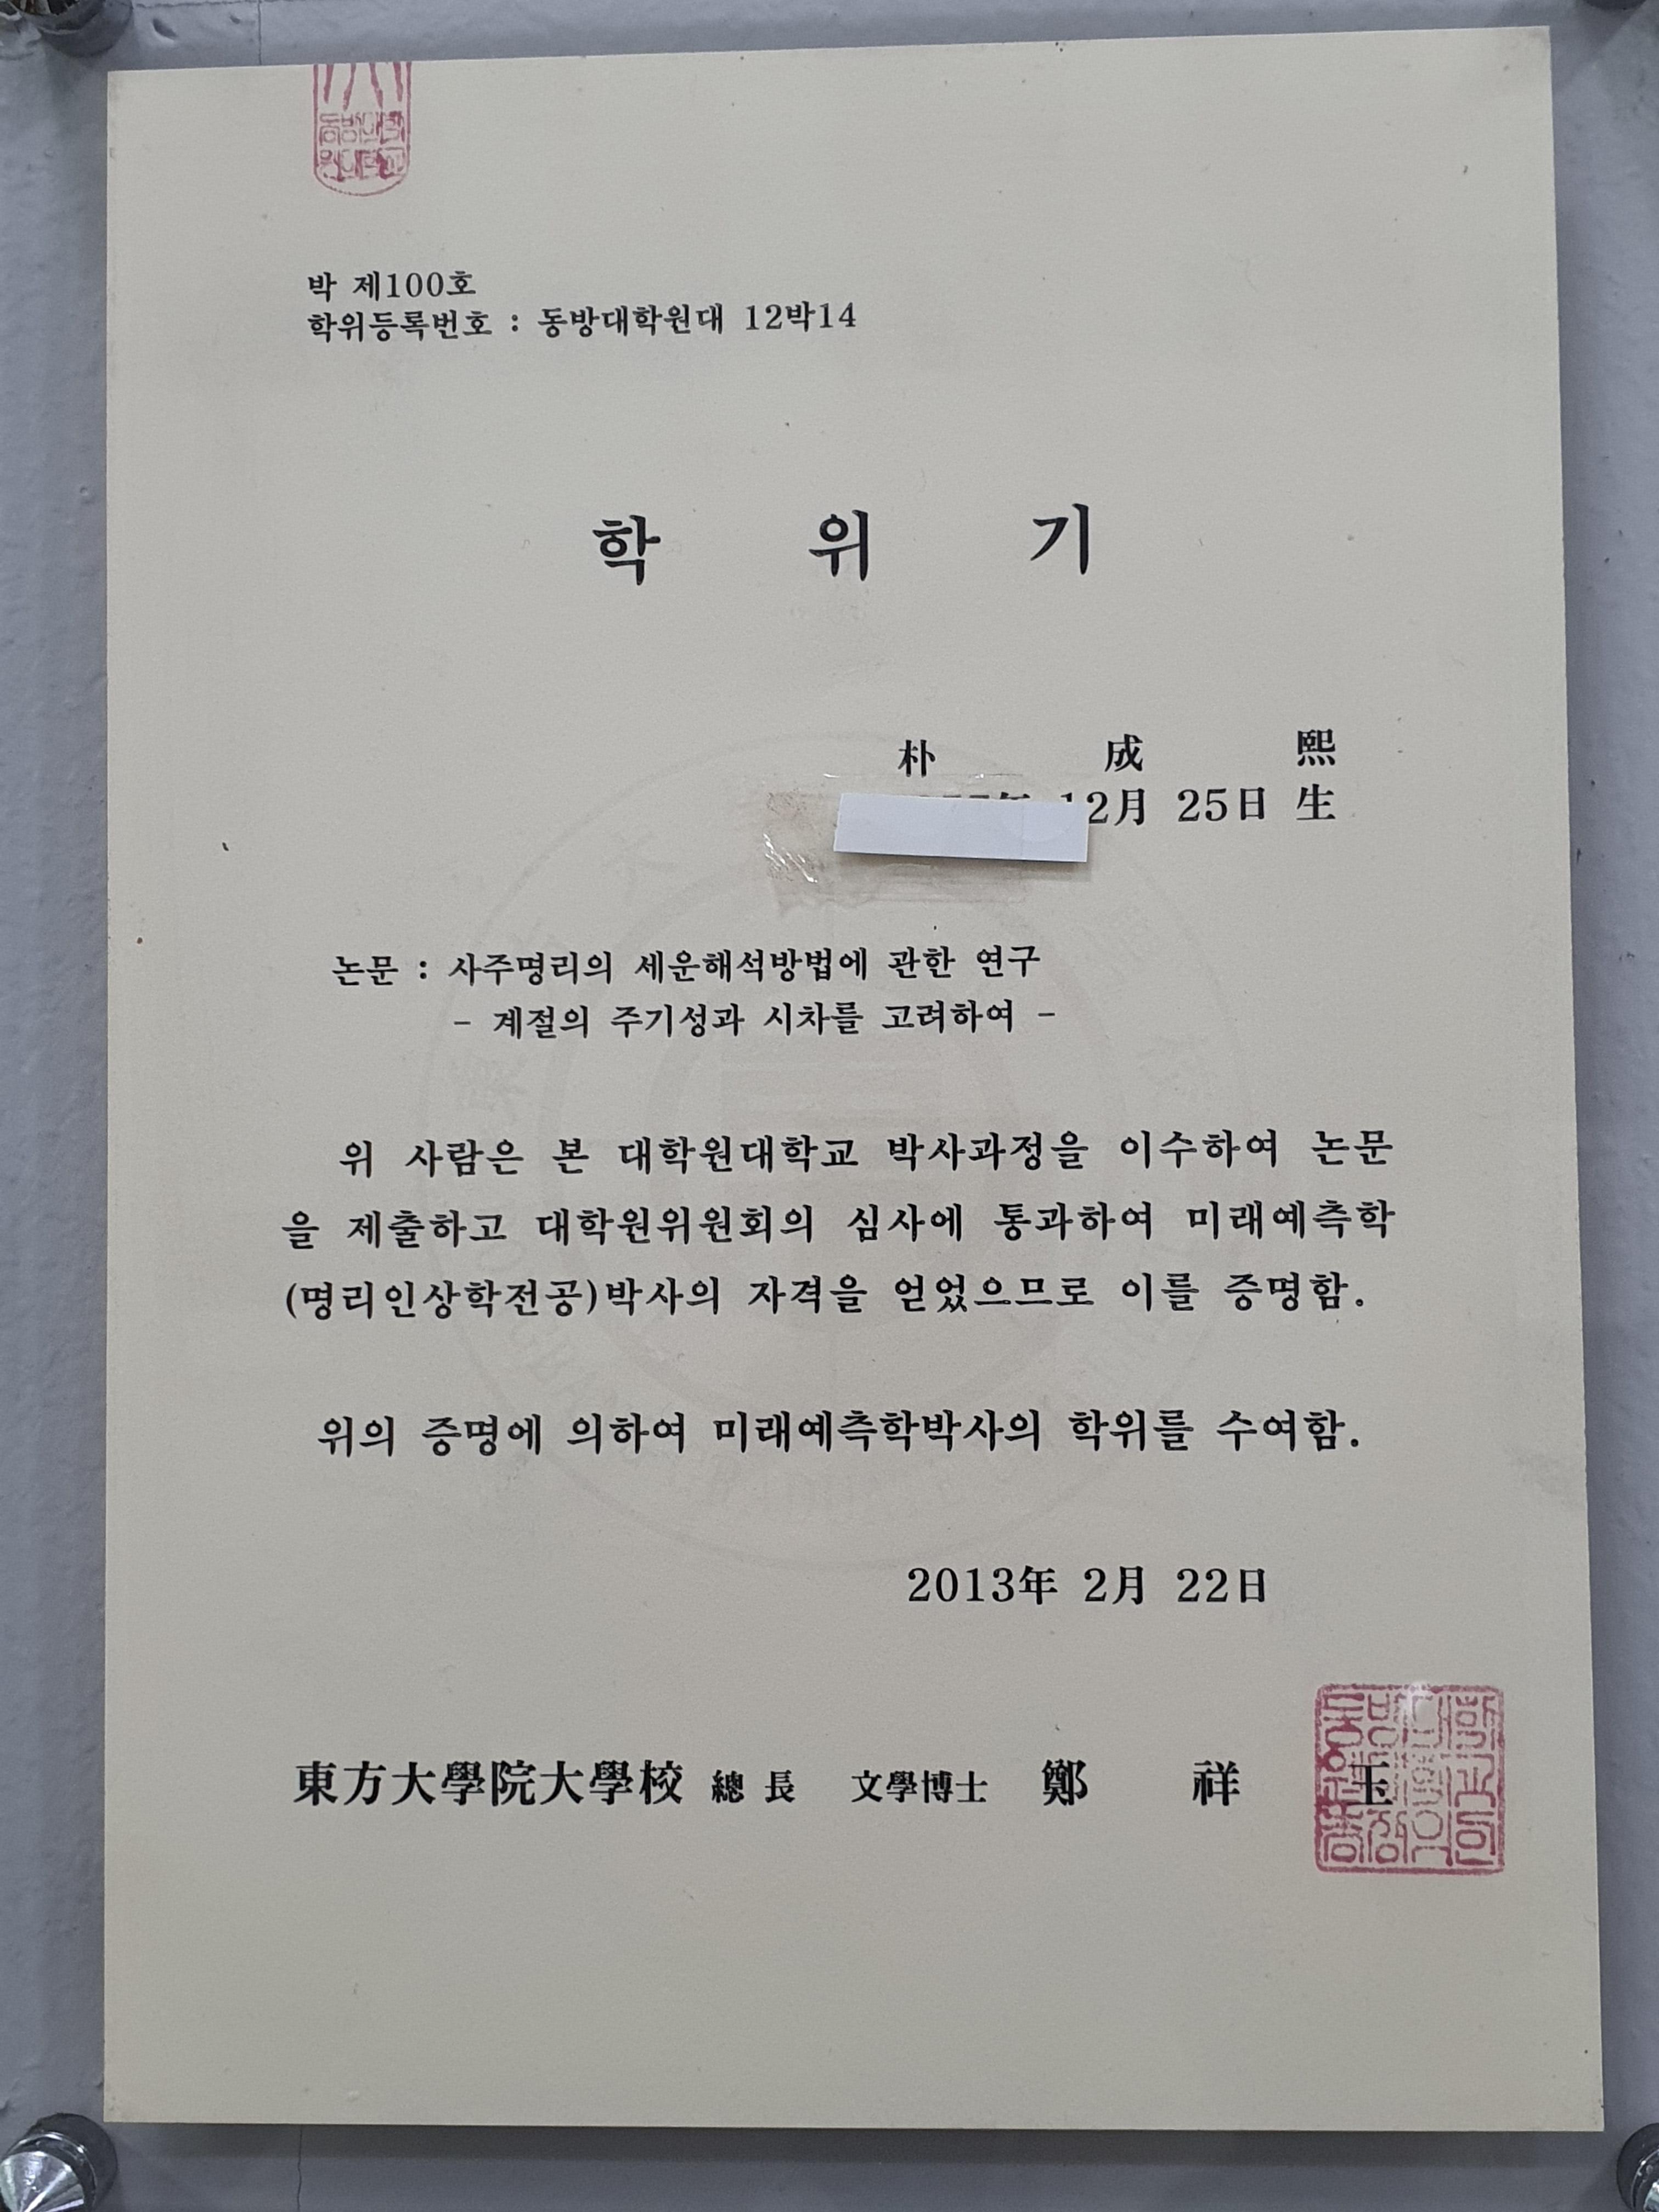 박 제100호
학위등록번호 : 동방대학원대 12박14
학 위 기
朴 成 熙
12月 25日 生
논문 : 사주명리의 세운해석방법에 관한 연구
- 계절의 주기성과 시차를 고려하여 -
위 사람은 본 대학원대학교 박사과정을 이수하여 논문
을 제출하고 대학원위원회의 심사에 통과하여 미래예측학
(명리인상학전공)박사의 자격을 얻었으므로 이를 증명함.
위의 증명에 의하여 미래예측학박사의 학위를 수여함.
2013年 2月 22日
東方大學院大學校 總 長 文學博士 鄭 祥 玉